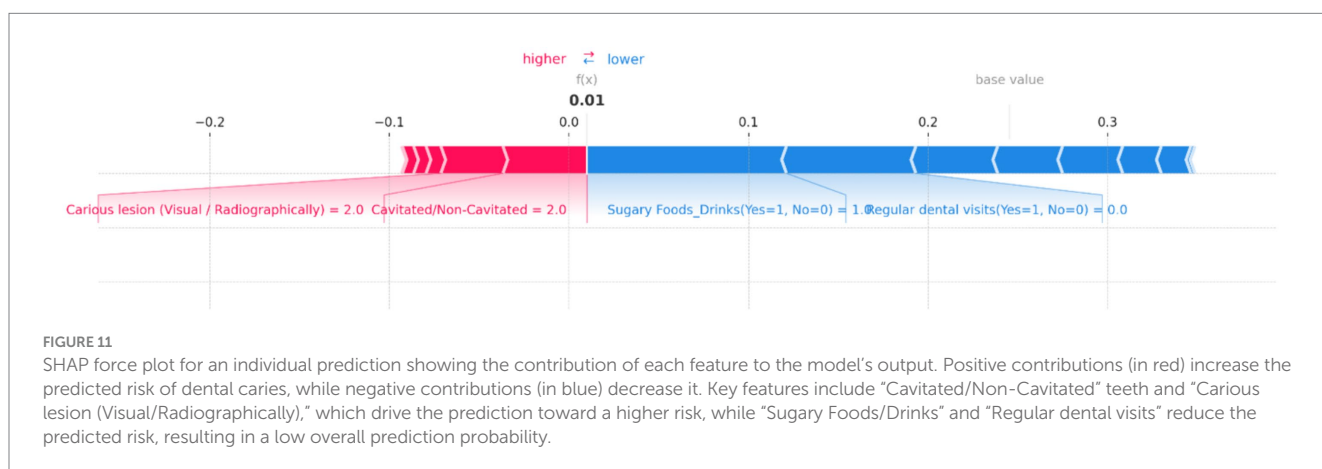 higher ⇄ lower
f(x)
base value
0.01
−0.2 −0.1 0.0 0.1 0.2 0.3
Carious lesion (Visual / Radiographically) = 2.0 Cavitated/Non-Cavitated = 2.0 Sugary Foods_Drinks(Yes=1, No=0) = 1.0 Regular dental visits(Yes=1, No=0) = 0.0
FIGURE 11
SHAP force plot for an individual prediction showing the contribution of each feature to the model’s output. Positive contributions (in red) increase the
predicted risk of dental caries, while negative contributions (in blue) decrease it. Key features include “Cavitated/Non-Cavitated” teeth and “Carious
lesion (Visual/Radiographically),” which drive the prediction toward a higher risk, while “Sugary Foods/Drinks” and “Regular dental visits” reduce the
predicted risk, resulting in a low overall prediction probability.